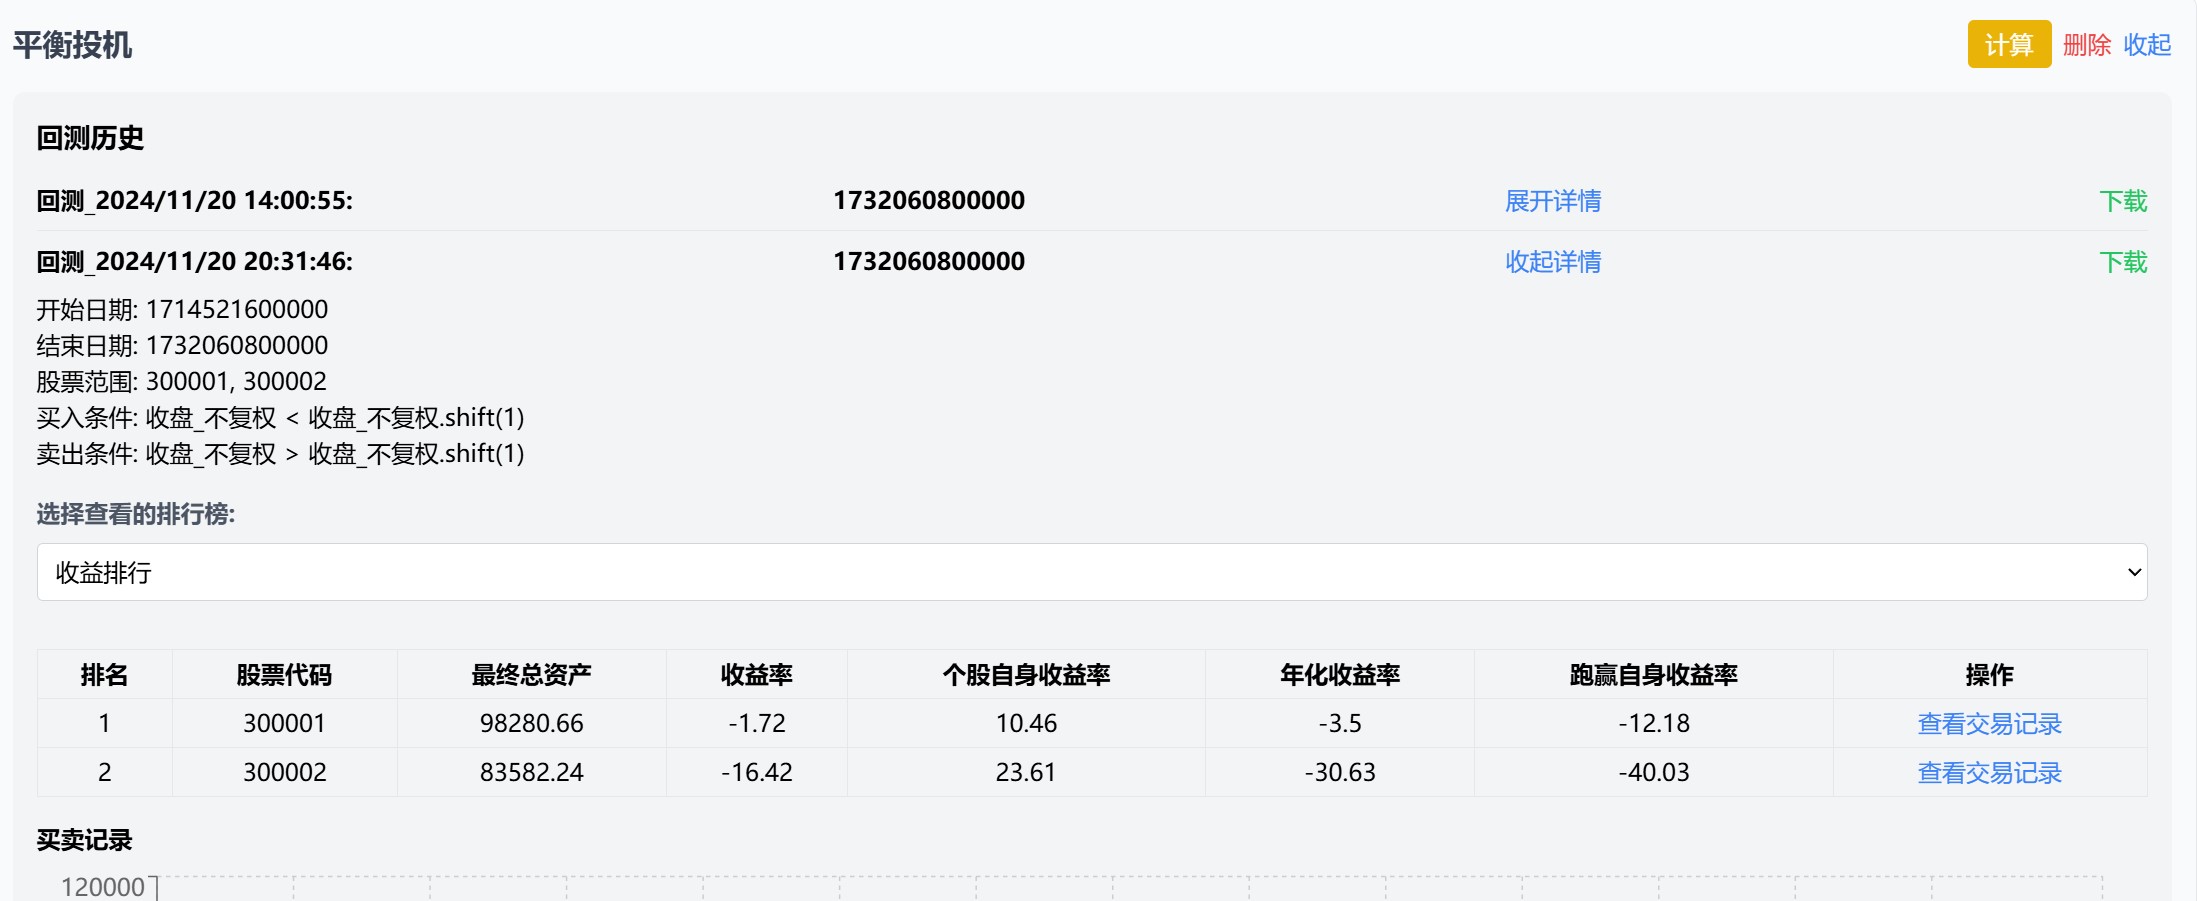 平衡投机
计算 删除 收起
回测历史
回测_2024/11/20 14:00:55: 1732060800000 展开详情 下载
回测_2024/11/20 20:31:46: 1732060800000 收起详情 下载
开始日期: 1714521600000
结束日期: 1732060800000
股票范围: 300001, 300002
买入条件: 收盘_不复权 < 收盘_不复权.shift(1)
卖出条件: 收盘_不复权 > 收盘_不复权.shift(1)
选择查看的排行榜:
收益排行
排名 股票代码 最终总资产 收益率 个股自身收益率 年化收益率 跑赢自身收益率 操作
1 300001 98280.66 -1.72 10.46 -3.5 -12.18 查看交易记录
2 300002 83582.24 -16.42 23.61 -30.63 -40.03 查看交易记录
买卖记录
120000